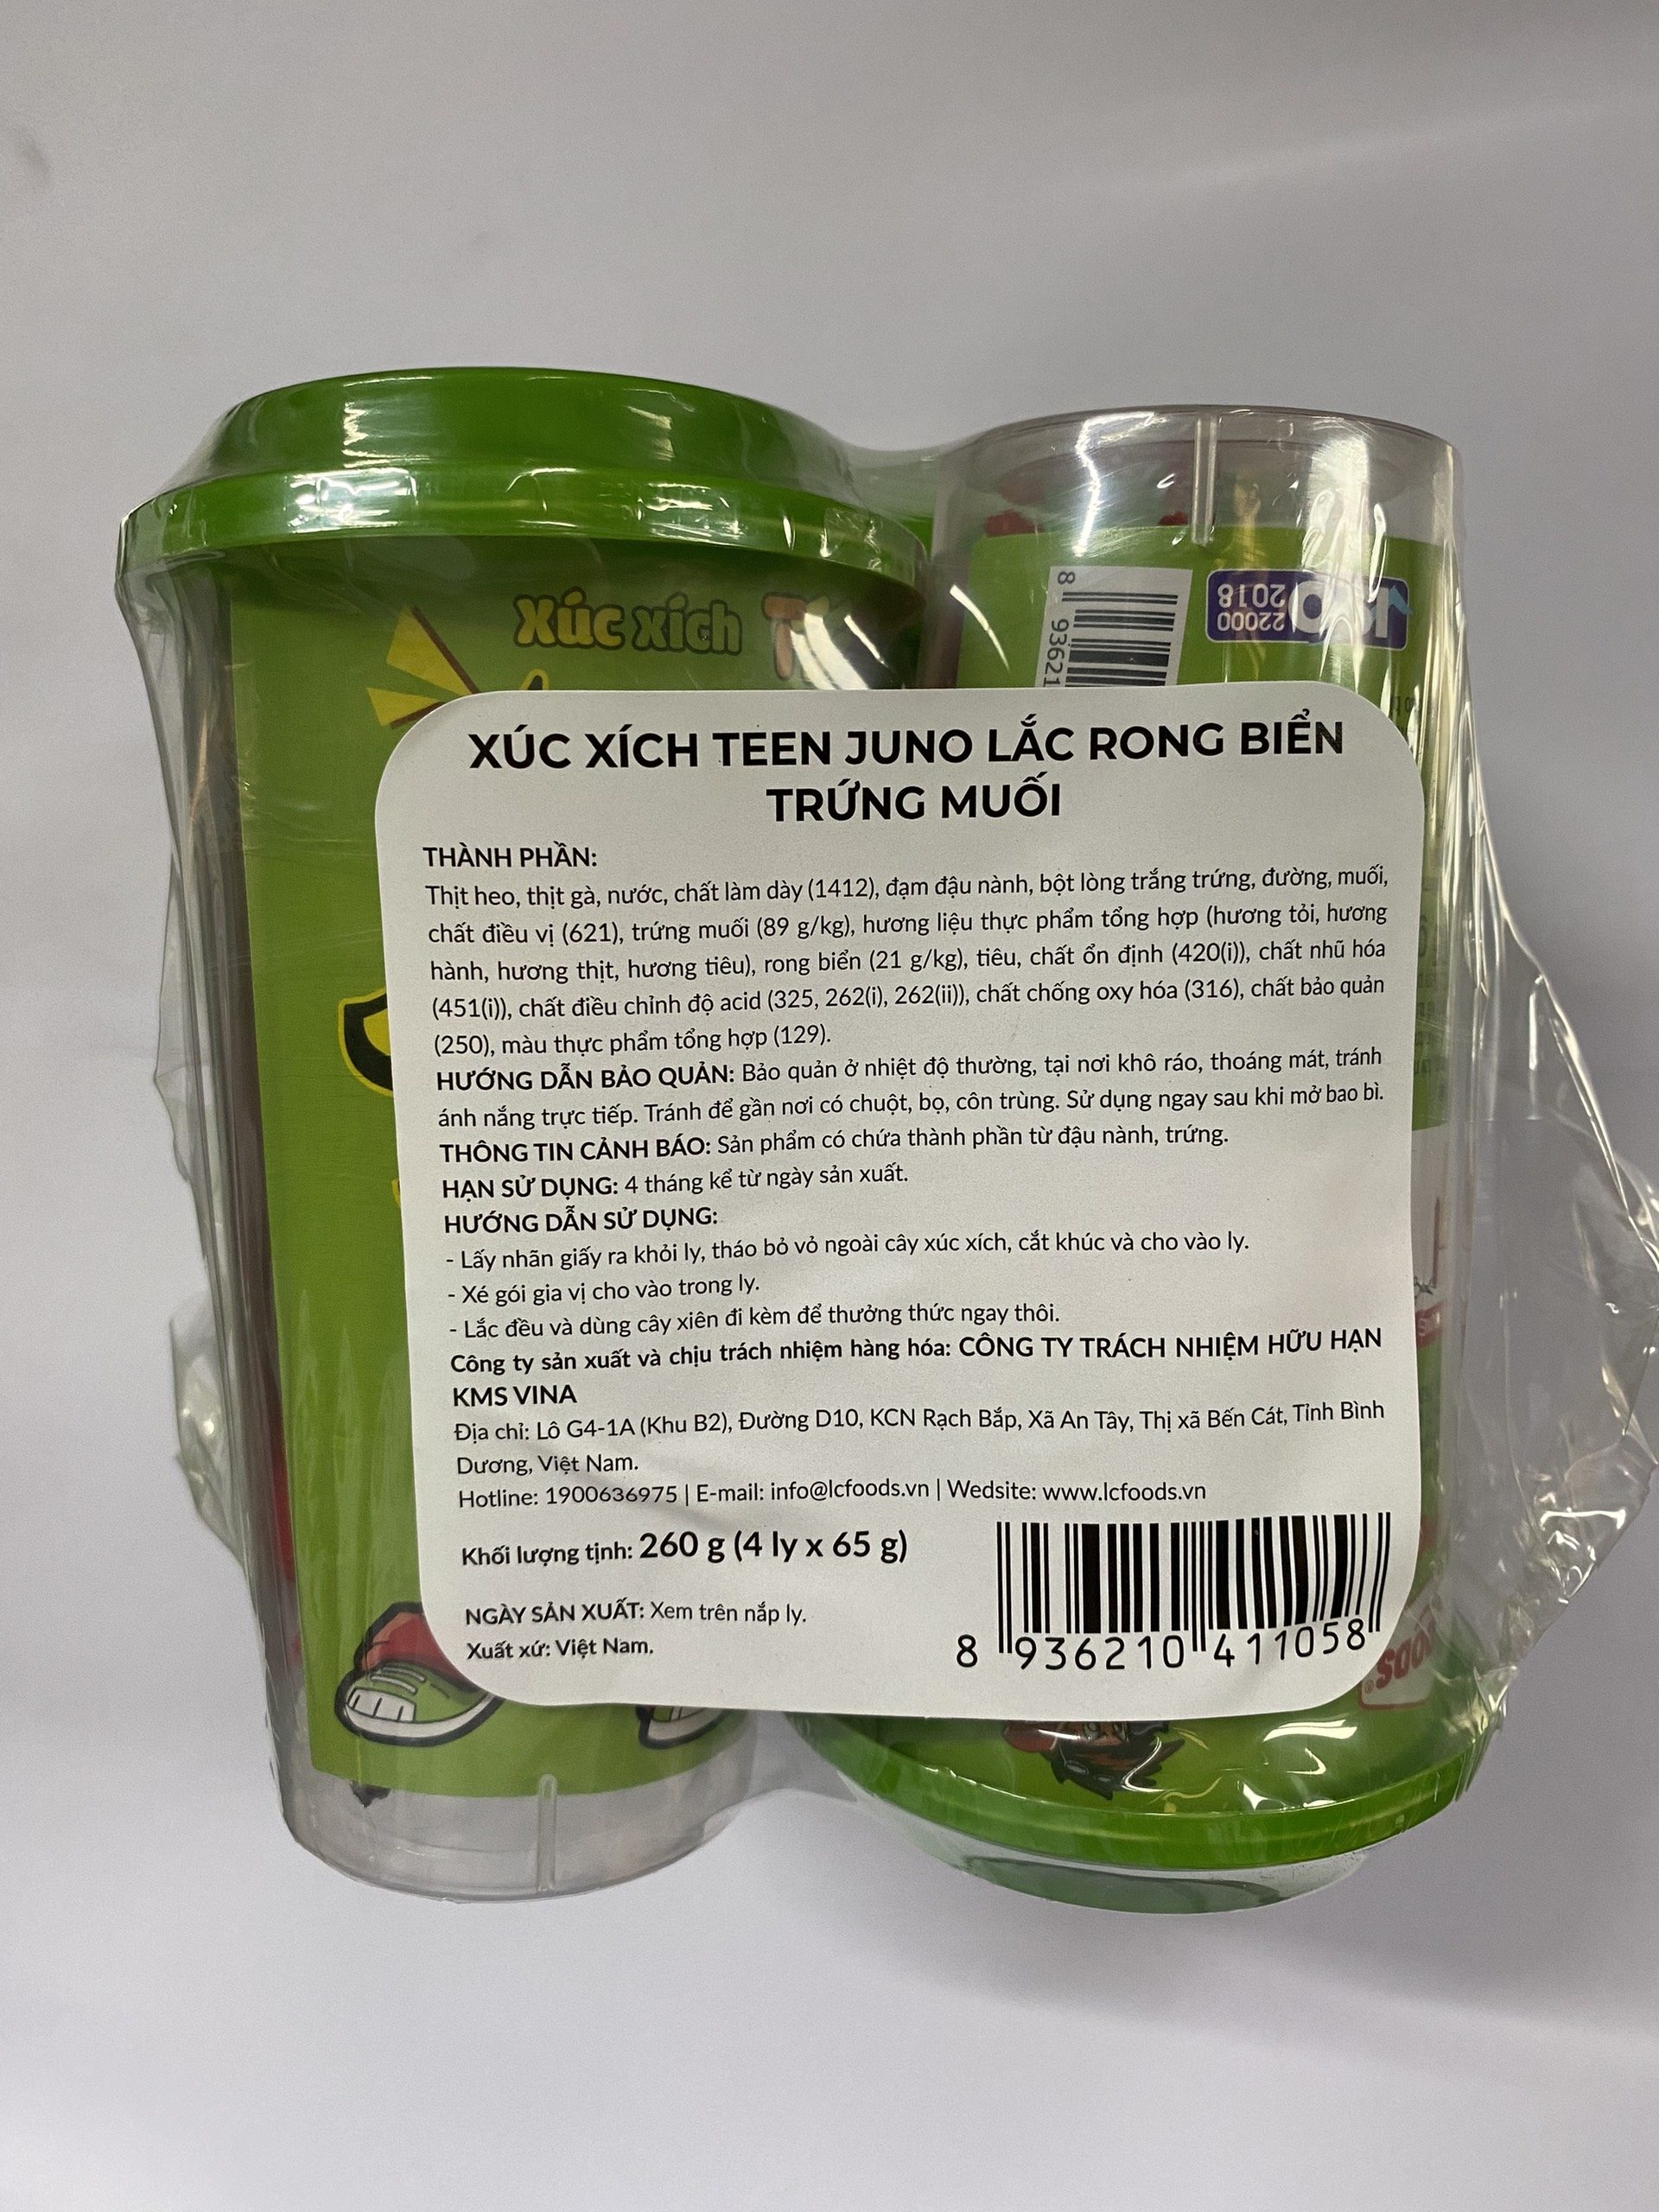 Xúc xích
8 93621
ISO 22000
2018
XÚC XÍCH TEEN JUNO LẮC RONG BIỂN
TRỨNG MUỐI
THÀNH PHẦN:
Thịt heo, thịt gà, nước, chất làm dày (1412), đạm đậu nành, bột lòng trắng trứng, đường, muối,
chất điều vị (621), trứng muối (89 g/kg), hương liệu thực phẩm tổng hợp (hương tỏi, hương
hành, hương thịt, hương tiêu), rong biển (21 g/kg), tiêu, chất ổn định (420(i)), chất nhũ hóa
(451(i)), chất điều chỉnh độ acid (325, 262(i), 262(ii)), chất chống oxy hóa (316), chất bảo quản
(250), màu thực phẩm tổng hợp (129).
HƯỚNG DẪN BẢO QUẢN: Bảo quản ở nhiệt độ thường, tại nơi khô ráo, thoáng mát, tránh
ánh nắng trực tiếp. Tránh để gần nơi có chuột, bọ, côn trùng. Sử dụng ngay sau khi mở bao bì.
THÔNG TIN CẢNH BÁO: Sản phẩm có chứa thành phần từ đậu nành, trứng.
HẠN SỬ DỤNG: 4 tháng kể từ ngày sản xuất.
HƯỚNG DẪN SỬ DỤNG:
- Lấy nhãn giấy ra khỏi ly, tháo bỏ vỏ ngoài cây xúc xích, cắt khúc và cho vào ly.
- Xé gói gia vị cho vào trong ly.
- Lắc đều và dùng cây xiên đi kèm để thưởng thức ngay thôi.
Công ty sản xuất và chịu trách nhiệm hàng hóa: CÔNG TY TRÁCH NHIỆM HỮU HẠN
KMS VINA
Địa chỉ: Lô G4-1A (Khu B2), Đường D10, KCN Rạch Bắp, Xã An Tây, Thị xã Bến Cát, Tỉnh Bình
Dương, Việt Nam.
Hotline: 1900636975 | E-mail: info@lcfoods.vn | Wedsite: www.lcfoods.vn
Khối lượng tịnh: 260 g (4 ly x 65 g)
NGÀY SẢN XUẤT: Xem trên nắp ly.
Xuất xứ: Việt Nam.
8 936210 411058